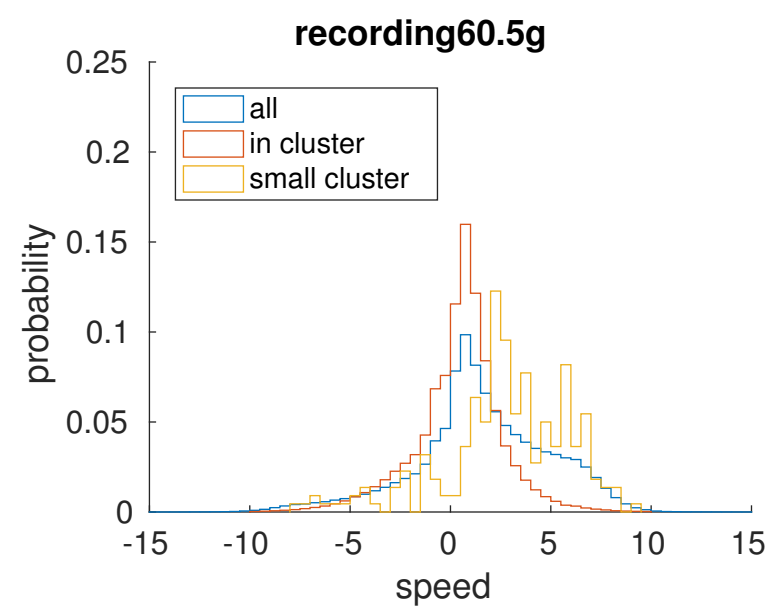 recording60.5g
0.25
0.2
0.15
0.1
0.05
0
probability
all
in cluster
small cluster
-15 -10 -5 0 5 10 15
speed